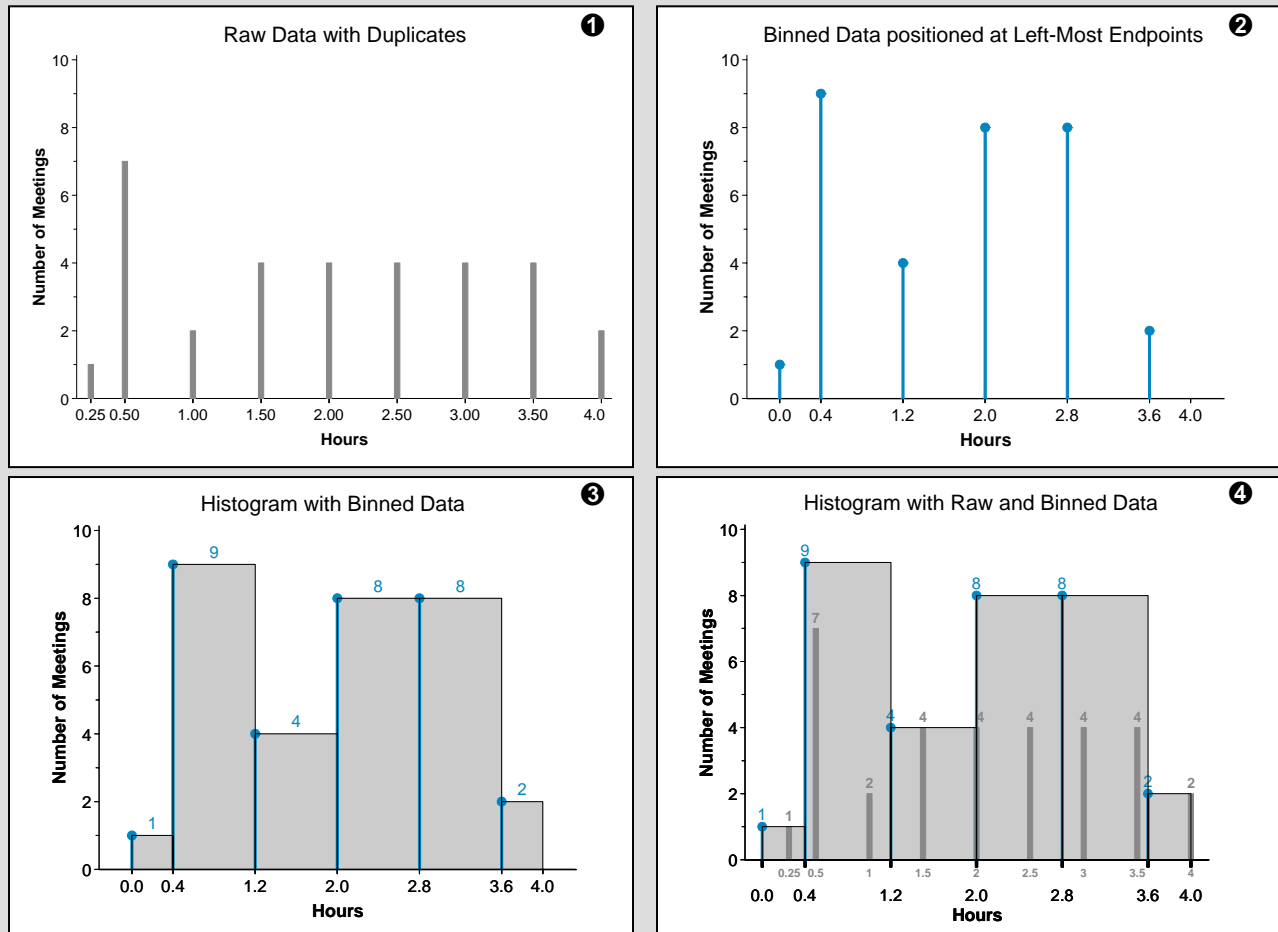 Raw Data with Duplicates
❶
10
8
6
4
2
0
Number of Meetings
0.25 0.50 1.00 1.50 2.00 2.50 3.00 3.50 4.0
Hours
Binned Data positioned at Left-Most Endpoints
❷
10
8
6
4
2
0
Number of Meetings
0.0 0.4 1.2 2.0 2.8 3.6 4.0
Hours
Histogram with Binned Data
❸
10
8
6
4
2
0
Number of Meetings
1 9 4 8 8 2
0.0 0.4 1.2 2.0 2.8 3.6 4.0
Hours
Histogram with Raw and Binned Data
❹
10
8
6
4
2
0
Number of Meetings
1 9 4 8 8 2
1 7 2 4 4 4 4 4 2
0.25 0.5 1 1.5 2 2.5 3 3.5 4
0.0 0.4 1.2 2.0 2.8 3.6 4.0
Hours